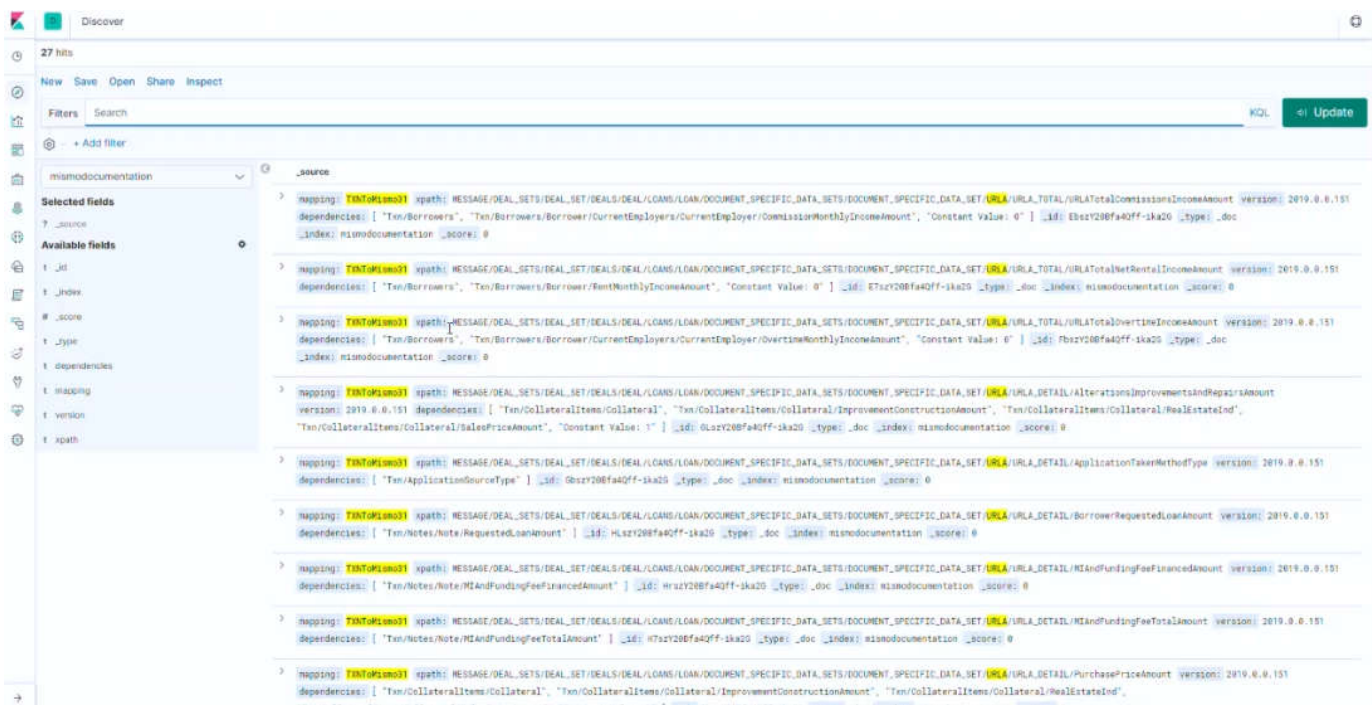 D Discover
27 hits
New Save Open Share Inspect
Filters Search KQL Update
+ Add filter
mismodocumentation
Selected fields
? _source
Available fields
t _id
t _index
# _score
t _type
t dependencies
t mapping
t version
t xpath
_source
mapping: TXNToMismo31 xpath: MESSAGE/DEAL_SETS/DEAL_SET/DEALS/DEAL/LOANS/LOAN/DOCUMENT_SPECIFIC_DATA_SETS/DOCUMENT_SPECIFIC_DATA_SET/URLA/URLA_TOTAL/URLATotalCommissionsIncomeAmount version: 2019.0.0.151
dependencies: [ "Txn/Borrowers", "Txn/Borrowers/Borrower/CurrentEmployers/CurrentEmployer/CommissionMonthlyIncomeAmount", "Constant Value: 0" ] _id: EbszY20Bfa4Qff-ika2G _type: _doc
_index: mismodocumentation _score: 0
mapping: TXNToMismo31 xpath: MESSAGE/DEAL_SETS/DEAL_SET/DEALS/DEAL/LOANS/LOAN/DOCUMENT_SPECIFIC_DATA_SETS/DOCUMENT_SPECIFIC_DATA_SET/URLA/URLA_TOTAL/URLATotalNetRentalIncomeAmount version: 2019.0.0.151
dependencies: [ "Txn/Borrowers", "Txn/Borrowers/Borrower/RentMonthlyIncomeAmount", "Constant Value: 0" ] _id: E7szY20Bfa4Qff-ika2G _type: _doc _index: mismodocumentation _score: 0
mapping: TXNToMismo31 xpath: MESSAGE/DEAL_SETS/DEAL_SET/DEALS/DEAL/LOANS/LOAN/DOCUMENT_SPECIFIC_DATA_SETS/DOCUMENT_SPECIFIC_DATA_SET/URLA/URLA_TOTAL/URLATotalOvertimeIncomeAmount version: 2019.0.0.151
dependencies: [ "Txn/Borrowers", "Txn/Borrowers/Borrower/CurrentEmployers/CurrentEmployer/OvertimeMonthlyIncomeAmount", "Constant Value: 0" ] _id: FbszY20Bfa4Qff-ika2G _type: _doc
_index: mismodocumentation _score: 0
mapping: TXNToMismo31 xpath: MESSAGE/DEAL_SETS/DEAL_SET/DEALS/DEAL/LOANS/LOAN/DOCUMENT_SPECIFIC_DATA_SETS/DOCUMENT_SPECIFIC_DATA_SET/URLA/URLA_DETAIL/AlterationsImprovementsAndRepairsAmount
version: 2019.0.0.151 dependencies: [ "Txn/CollateralItems/Collateral", "Txn/CollateralItems/Collateral/ImprovementConstructionAmount", "Txn/CollateralItems/Collateral/RealEstateInd",
"Txn/CollateralItems/Collateral/SalesPriceAmount", "Constant Value: 1" ] _id: GLszY20Bfa4Qff-ika2G _type: _doc _index: mismodocumentation _score: 0
mapping: TXNToMismo31 xpath: MESSAGE/DEAL_SETS/DEAL_SET/DEALS/DEAL/LOANS/LOAN/DOCUMENT_SPECIFIC_DATA_SETS/DOCUMENT_SPECIFIC_DATA_SET/URLA/URLA_DETAIL/ApplicationTakenMethodType version: 2019.0.0.151
dependencies: [ "Txn/ApplicationSourceType" ] _id: GbszY20Bfa4Qff-ika2G _type: _doc _index: mismodocumentation _score: 0
mapping: TXNToMismo31 xpath: MESSAGE/DEAL_SETS/DEAL_SET/DEALS/DEAL/LOANS/LOAN/DOCUMENT_SPECIFIC_DATA_SETS/DOCUMENT_SPECIFIC_DATA_SET/URLA/URLA_DETAIL/BorrowerRequestedLoanAmount version: 2019.0.0.151
dependencies: [ "Txn/Notes/Note/RequestedLoanAmount" ] _id: HLszY20Bfa4Qff-ika2G _type: _doc _index: mismodocumentation _score: 0
mapping: TXNToMismo31 xpath: MESSAGE/DEAL_SETS/DEAL_SET/DEALS/DEAL/LOANS/LOAN/DOCUMENT_SPECIFIC_DATA_SETS/DOCUMENT_SPECIFIC_DATA_SET/URLA/URLA_DETAIL/MIAndFundingFeeFinancedAmount version: 2019.0.0.151
dependencies: [ "Txn/Notes/Note/MIAndFundingFeeFinancedAmount" ] _id: HrszY20Bfa4Qff-ika2G _type: _doc _index: mismodocumentation _score: 0
mapping: TXNToMismo31 xpath: MESSAGE/DEAL_SETS/DEAL_SET/DEALS/DEAL/LOANS/LOAN/DOCUMENT_SPECIFIC_DATA_SETS/DOCUMENT_SPECIFIC_DATA_SET/URLA/URLA_DETAIL/MIAndFundingFeeTotalAmount version: 2019.0.0.151
dependencies: [ "Txn/Notes/Note/MIAndFundingFeeTotalAmount" ] _id: H7szY20Bfa4Qff-ika2G _type: _doc _index: mismodocumentation _score: 0
mapping: TXNToMismo31 xpath: MESSAGE/DEAL_SETS/DEAL_SET/DEALS/DEAL/LOANS/LOAN/DOCUMENT_SPECIFIC_DATA_SETS/DOCUMENT_SPECIFIC_DATA_SET/URLA/URLA_DETAIL/PurchasePriceAmount version: 2019.0.0.151
dependencies: [ "Txn/CollateralItems/Collateral", "Txn/CollateralItems/Collateral/ImprovementConstructionAmount", "Txn/CollateralItems/Collateral/RealEstateInd",